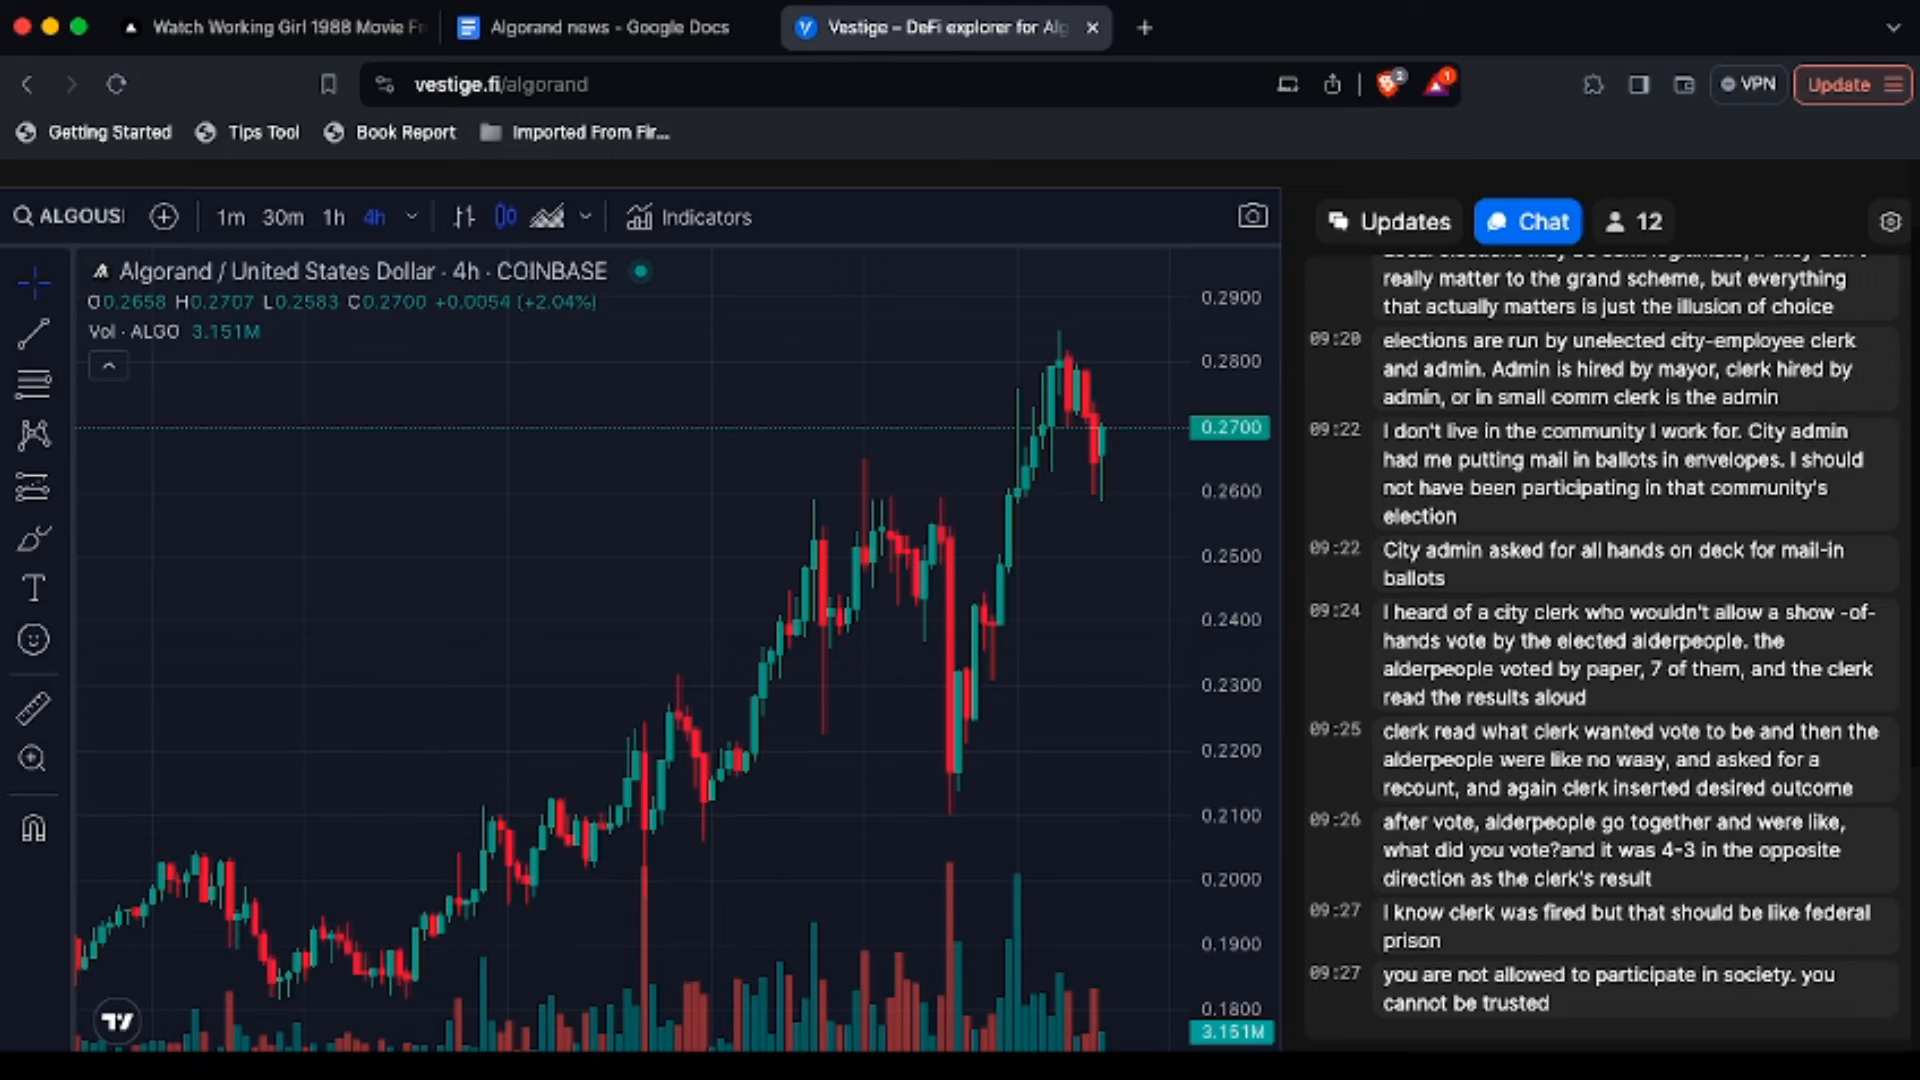 Watch Working Girl 1988 Movie Fr
Algorand news - Google Docs
Vestige – DeFi explorer for Alg
vestige.fi/algorand
2
1
VPN
Update
Getting Started
Tips Tool
Book Report
Imported From Fir...
ALGOUS
1m 30m 1h 4h
Indicators
Updates
Chat
12
Algorand / United States Dollar · 4h · COINBASE
O0.2658 H0.2707 L0.2583 C0.2700 +0.0054 (+2.04%)
Vol · ALGO 3.151M
0.2900
0.2800
0.2700
0.2600
0.2500
0.2400
0.2300
0.2200
0.2100
0.2000
0.1900
0.1800
3.151M
really matter to the grand scheme, but everything
that actually matters is just the illusion of choice
09:20 elections are run by unelected city-employee clerk
and admin. Admin is hired by mayor, clerk hired by
admin, or in small comm clerk is the admin
09:22 I don't live in the community I work for. City admin
had me putting mail in ballots in envelopes. I should
not have been participating in that community's
election
09:22 City admin asked for all hands on deck for mail-in
ballots
09:24 I heard of a city clerk who wouldn't allow a show -of-
hands vote by the elected alderpeople. the
alderpeople voted by paper, 7 of them, and the clerk
read the results aloud
09:25 clerk read what clerk wanted vote to be and then the
alderpeople were like no waay, and asked for a
recount, and again clerk inserted desired outcome
09:26 after vote, alderpeople go together and were like,
what did you vote?and it was 4-3 in the opposite
direction as the clerk's result
09:27 I know clerk was fired but that should be like federal
prison
09:27 you are not allowed to participate in society. you
cannot be trusted